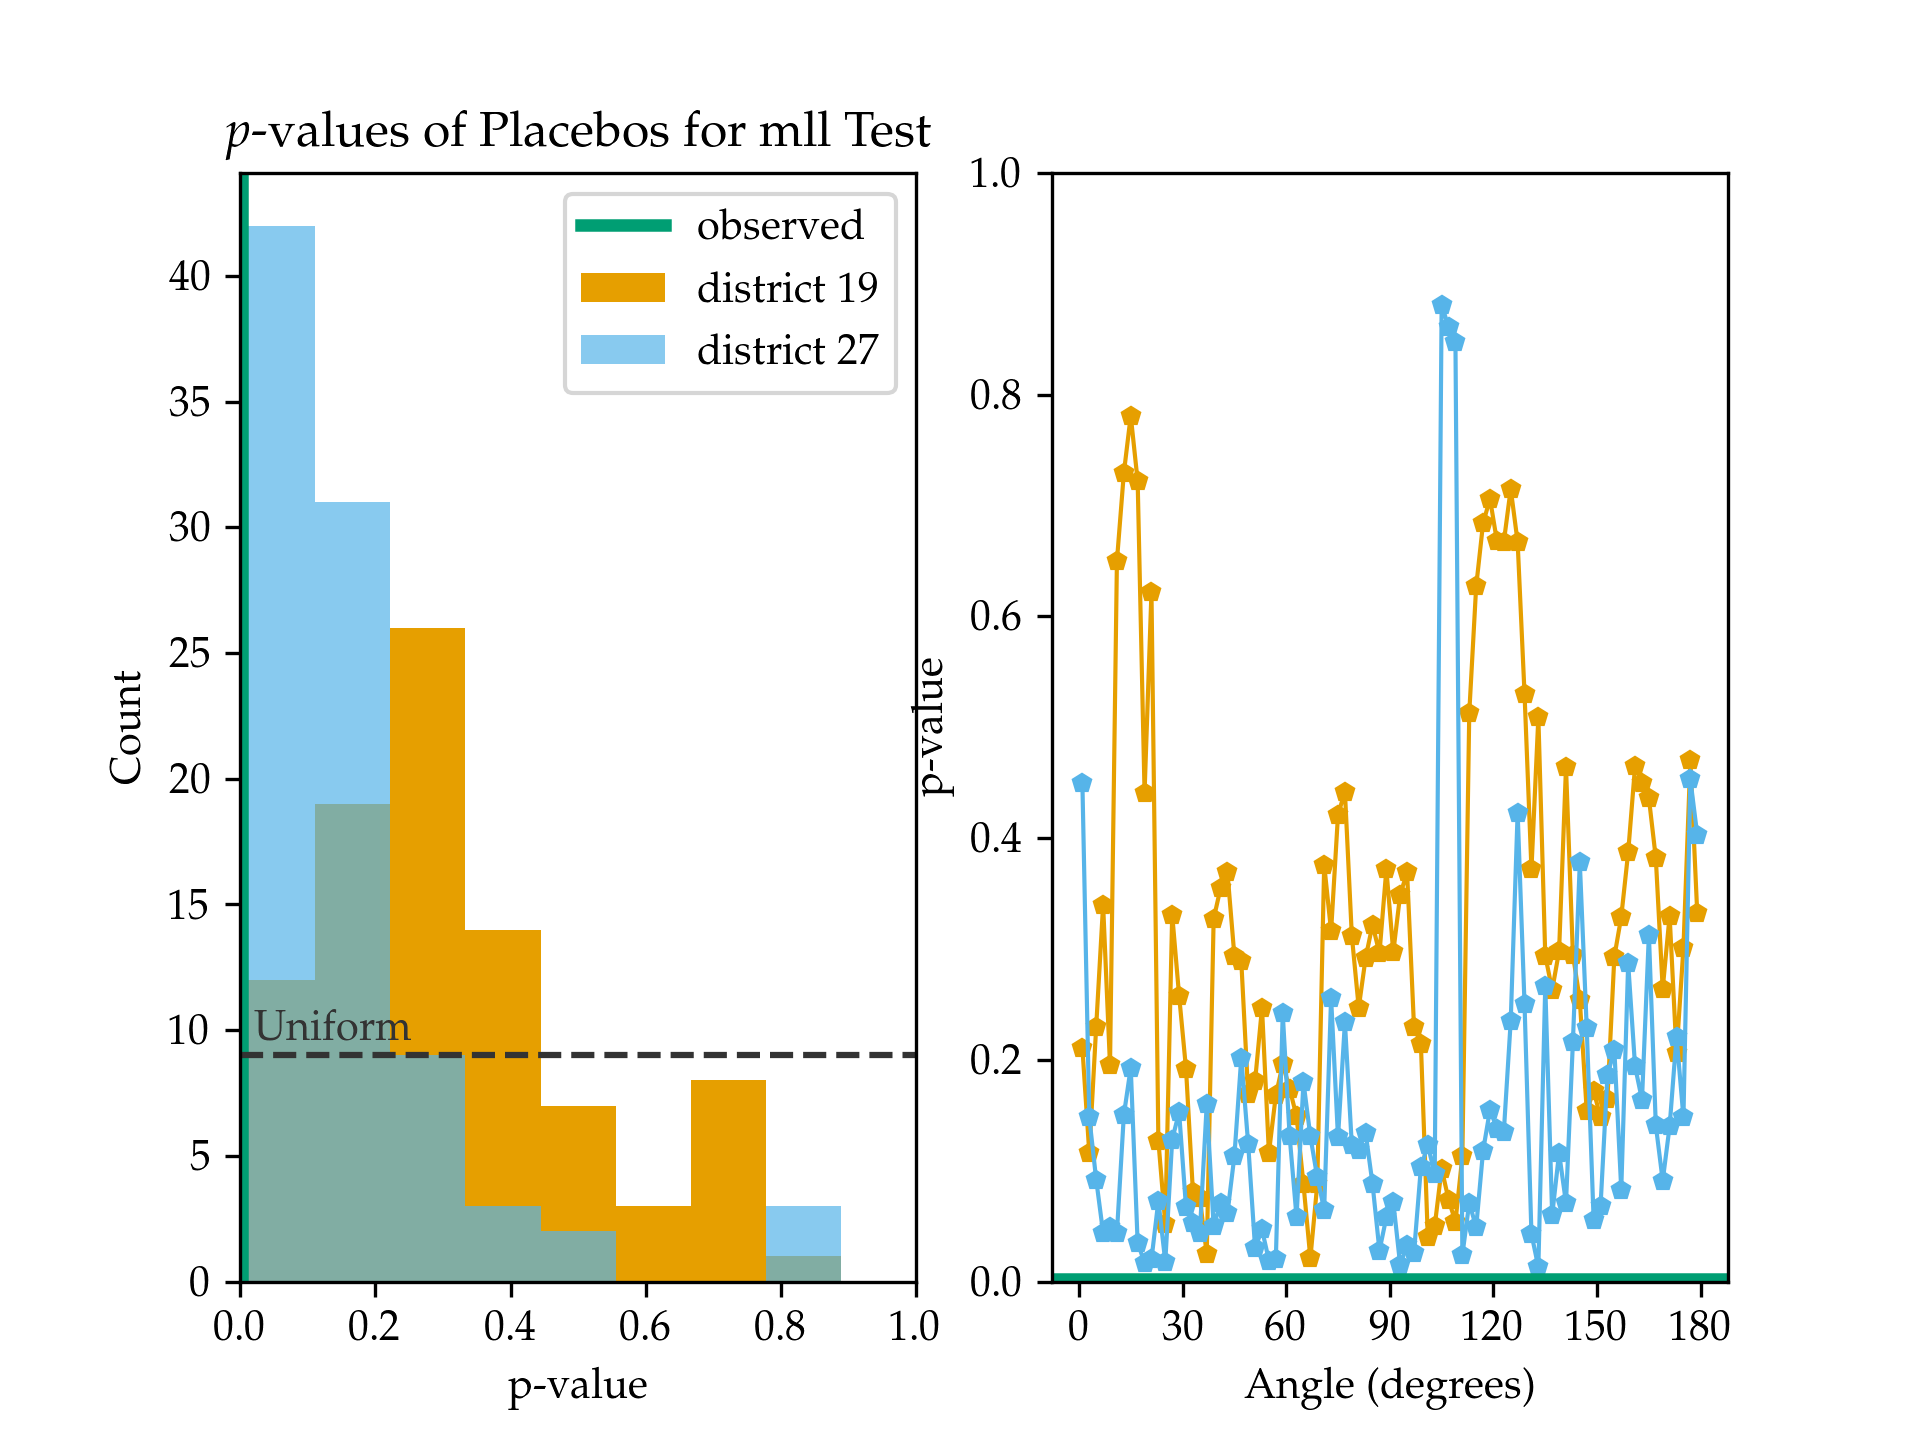 p-values of Placebos for mll Test
observed
district 19
district 27
Uniform
Count
40
35
30
25
20
15
10
5
0
0.0 0.2 0.4 0.6 0.8 1.0
p-value
p-value
1.0
0.8
0.6
0.4
0.2
0.0
0 30 60 90 120 150 180
Angle (degrees)